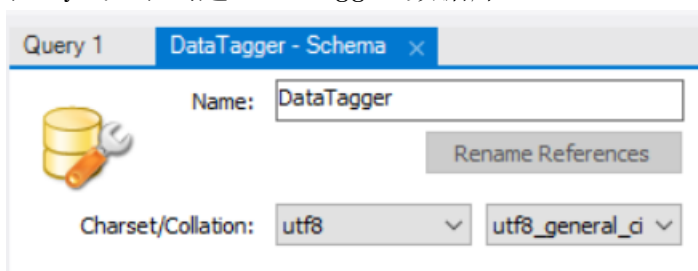 Query 1
DataTagger - Schema
Name: DataTagger
Rename References
Charset/Collation: utf8 utf8_general_ci